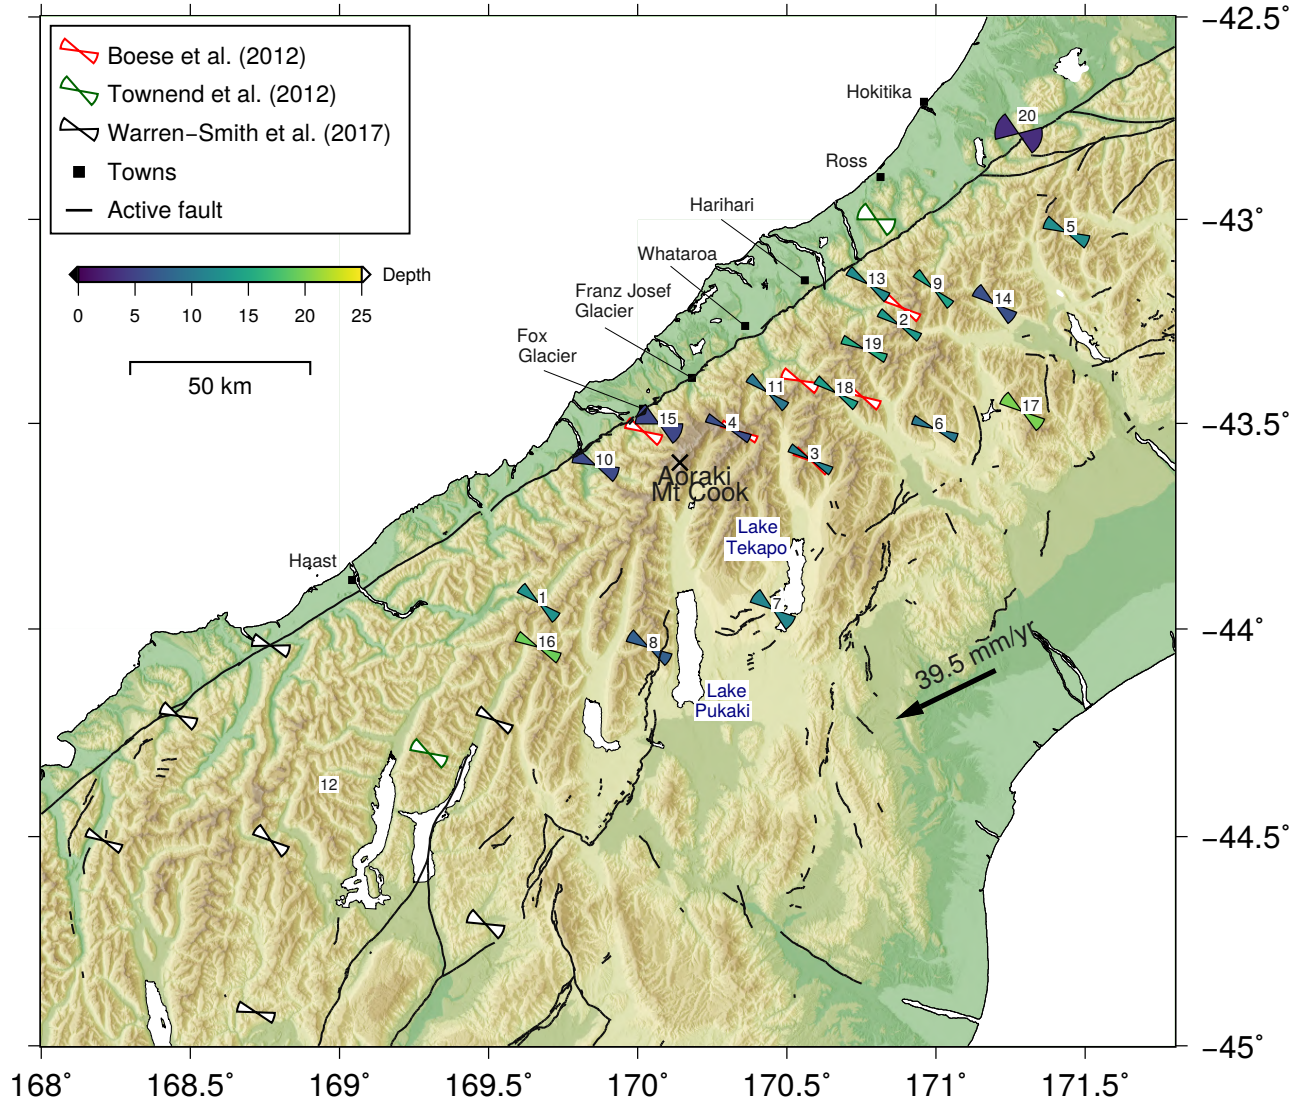 Boese et al. (2012)
Townend et al. (2012)
Warren−Smith et al. (2017)
Towns
Active fault
Depth
0 5 10 15 20 25
50 km
Hokitika
Ross
Harihari
Whataroa
Franz Josef
Glacier
Fox
Glacier
Haast
20
5
13
9
14
2
19
11
18
17
15
4
6
10
3
Aoraki
Mt Cook
Lake
Tekapo
1
7
16
8
39.5 mm/yr
Lake
Pukaki
12
−42.5°
−43°
−43.5°
−44°
−44.5°
−45°
168° 168.5° 169° 169.5° 170° 170.5° 171° 171.5°